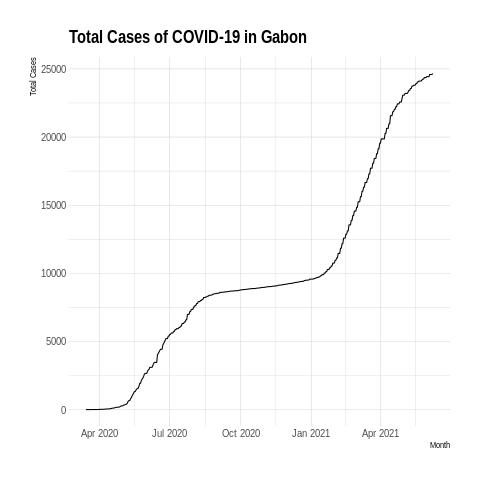 Total Cases of COVID-19 in Gabon
Total Cases
25000
20000
15000
10000
5000
0
Apr 2020 Jul 2020 Oct 2020 Jan 2021 Apr 2021
Month